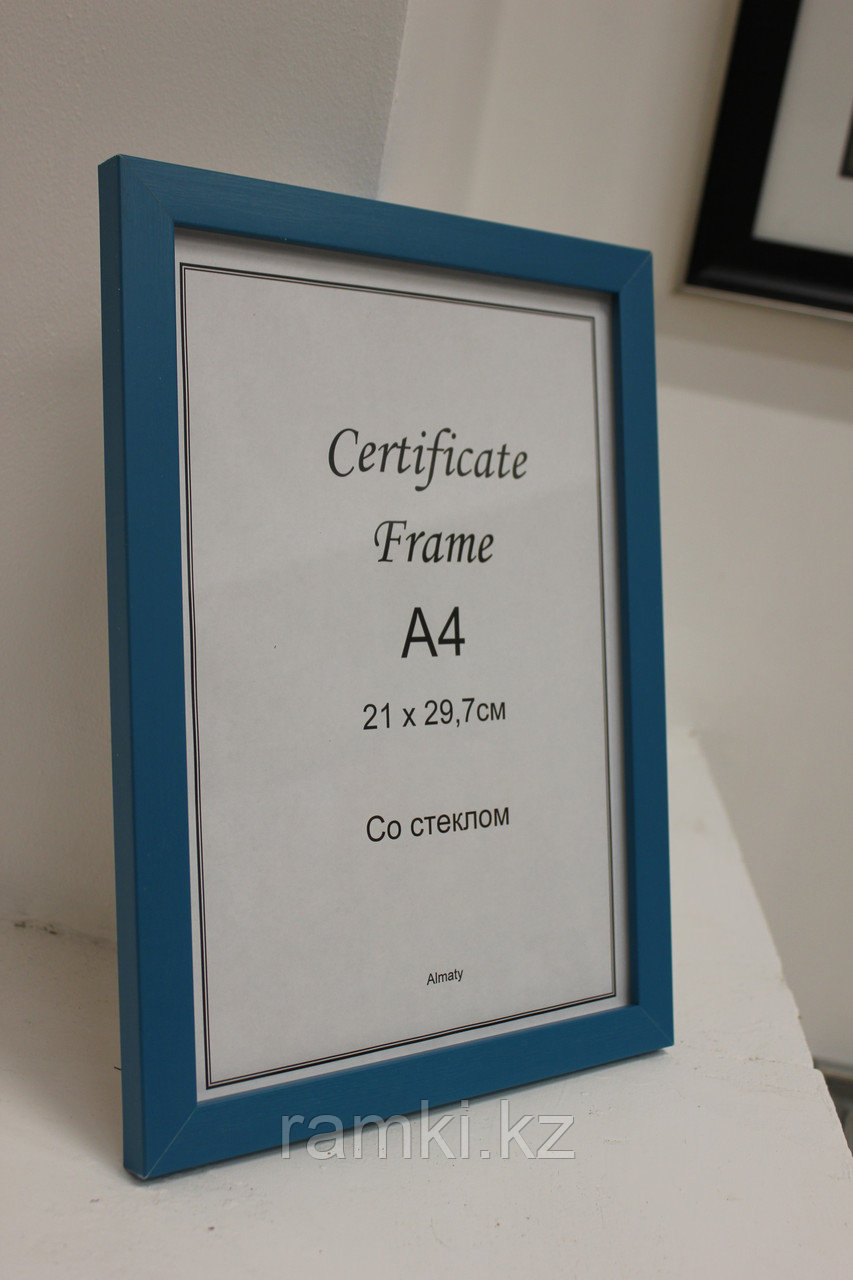 Certificate
Frame
A4
21 x 29,7см
Со стеклом
Almaty
ramki.kz